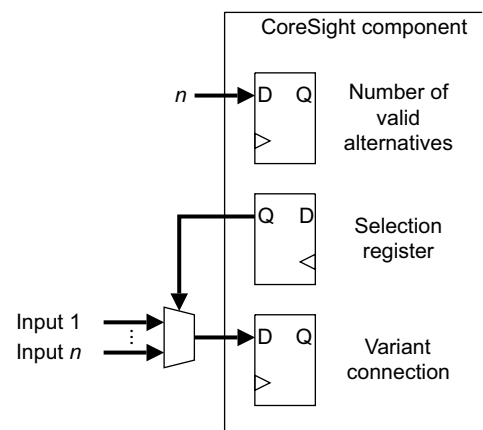 CoreSight component
n
D Q
Number of
valid
alternatives
Q D
Selection
register
Input 1
Input n
D Q
Variant
connection